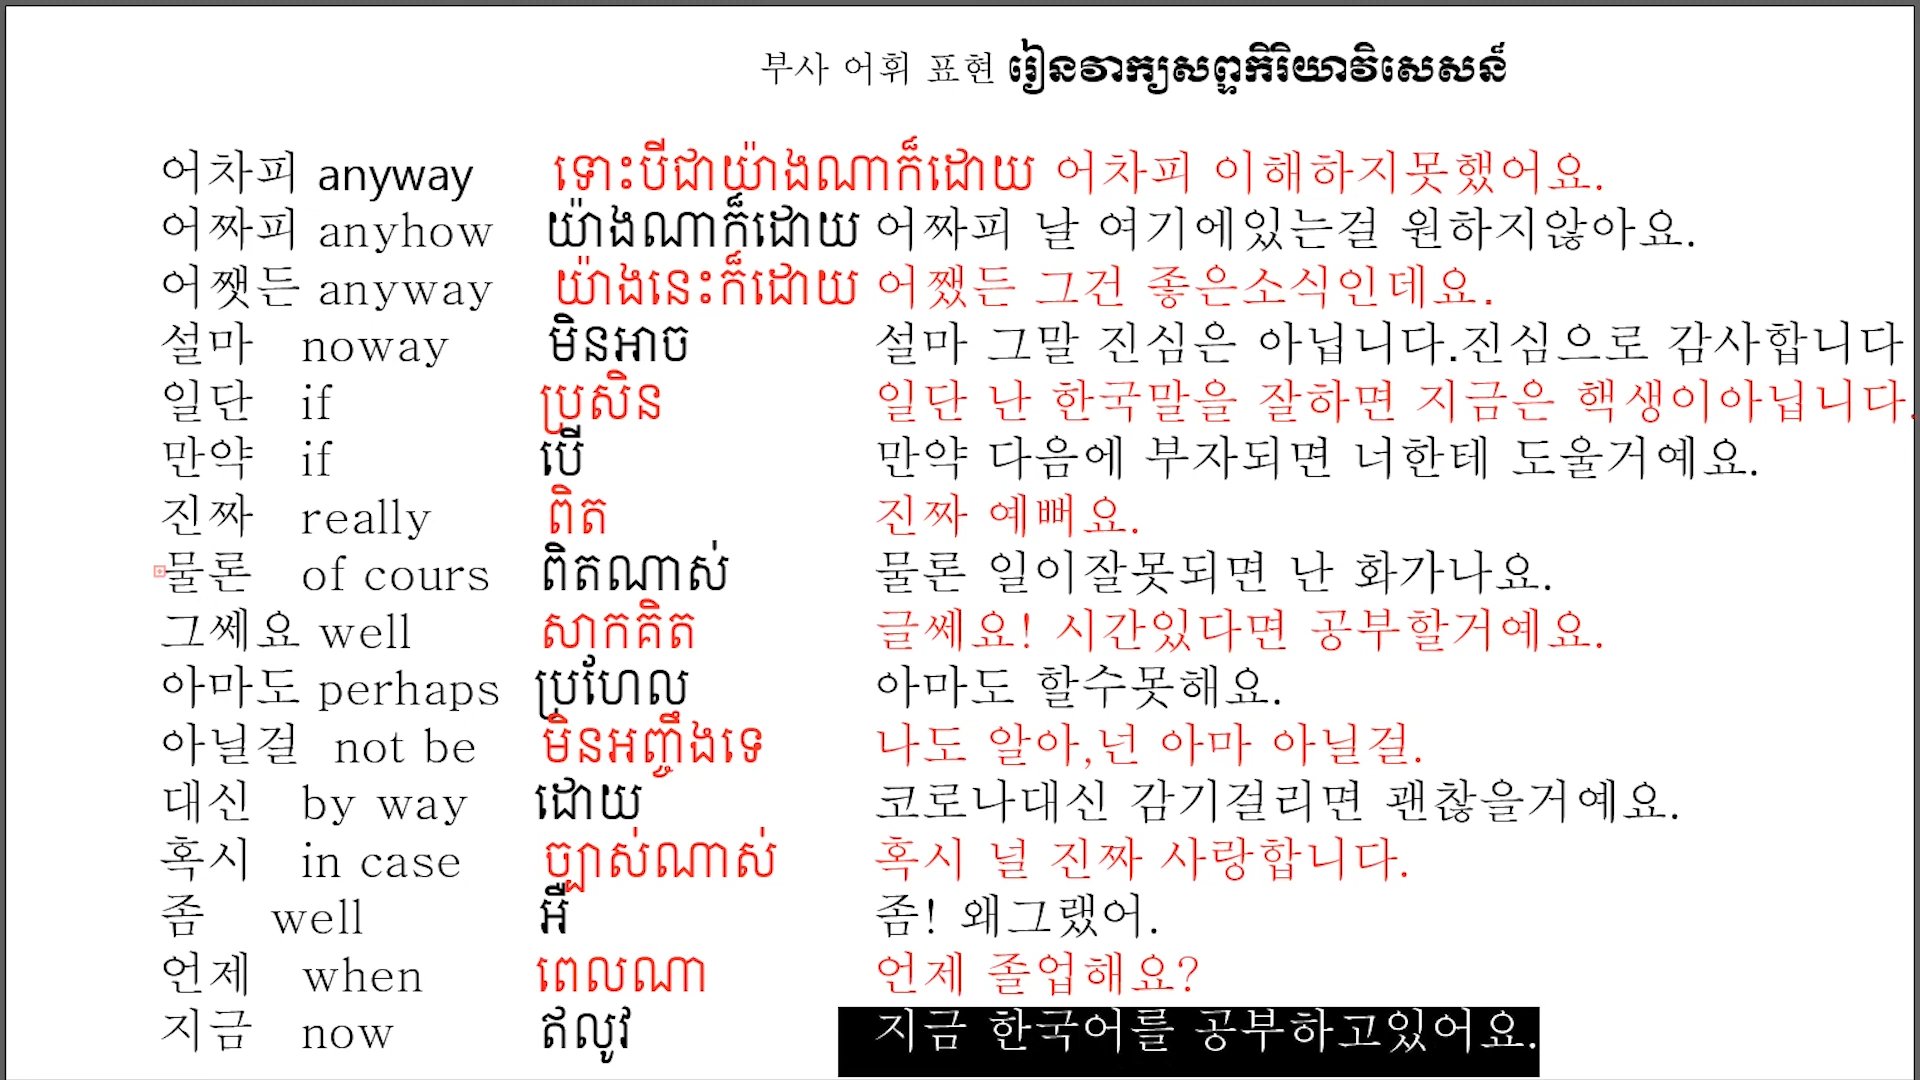 부사 어휘 표현 រៀនវាក្យសព្ទកិរិយាវិសេសន៍
어차피 anyway ទោះបីជាយ៉ាងណាក៏ដោយ 어차피 이해하지못했어요.
어짜피 anyhow យ៉ាងណាក៏ដោយ 어짜피 날 여기에있는걸 원하지않아요.
어쨋든 anyway យ៉ាងនេះក៏ដោយ 어쨌든 그건 좋은소식인데요.
설마 noway មិនអាច 설마 그말 진심은 아닙니다.진심으로 감사합니다
일단 if ប្រសិន 일단 난 한국말을 잘하면 지금은 핵생이아닙니다.
만약 if បើ 만약 다음에 부자되면 너한테 도울거예요.
진짜 really ពិត 진짜 예뻐요.
물론 of cours ពិតណាស់ 물론 일이잘못되면 난 화가나요.
그쎄요 well សាកគិត 글쎄요! 시간있다면 공부할거예요.
아마도 perhaps ប្រហែល 아마도 할수못해요.
아닐걸 not be មិនអញ្ចឹងទេ 나도 알아,넌 아마 아닐걸.
대신 by way ដោយ 코로나대신 감기걸리면 괜찮을거예요.
혹시 in case ច្បាស់ណាស់ 혹시 널 진짜 사랑합니다.
좀 well អឺ 좀! 왜그랬어.
언제 when ពេលណា 언제 졸업해요?
지금 now ឥលូវ 지금 한국어를 공부하고있어요.